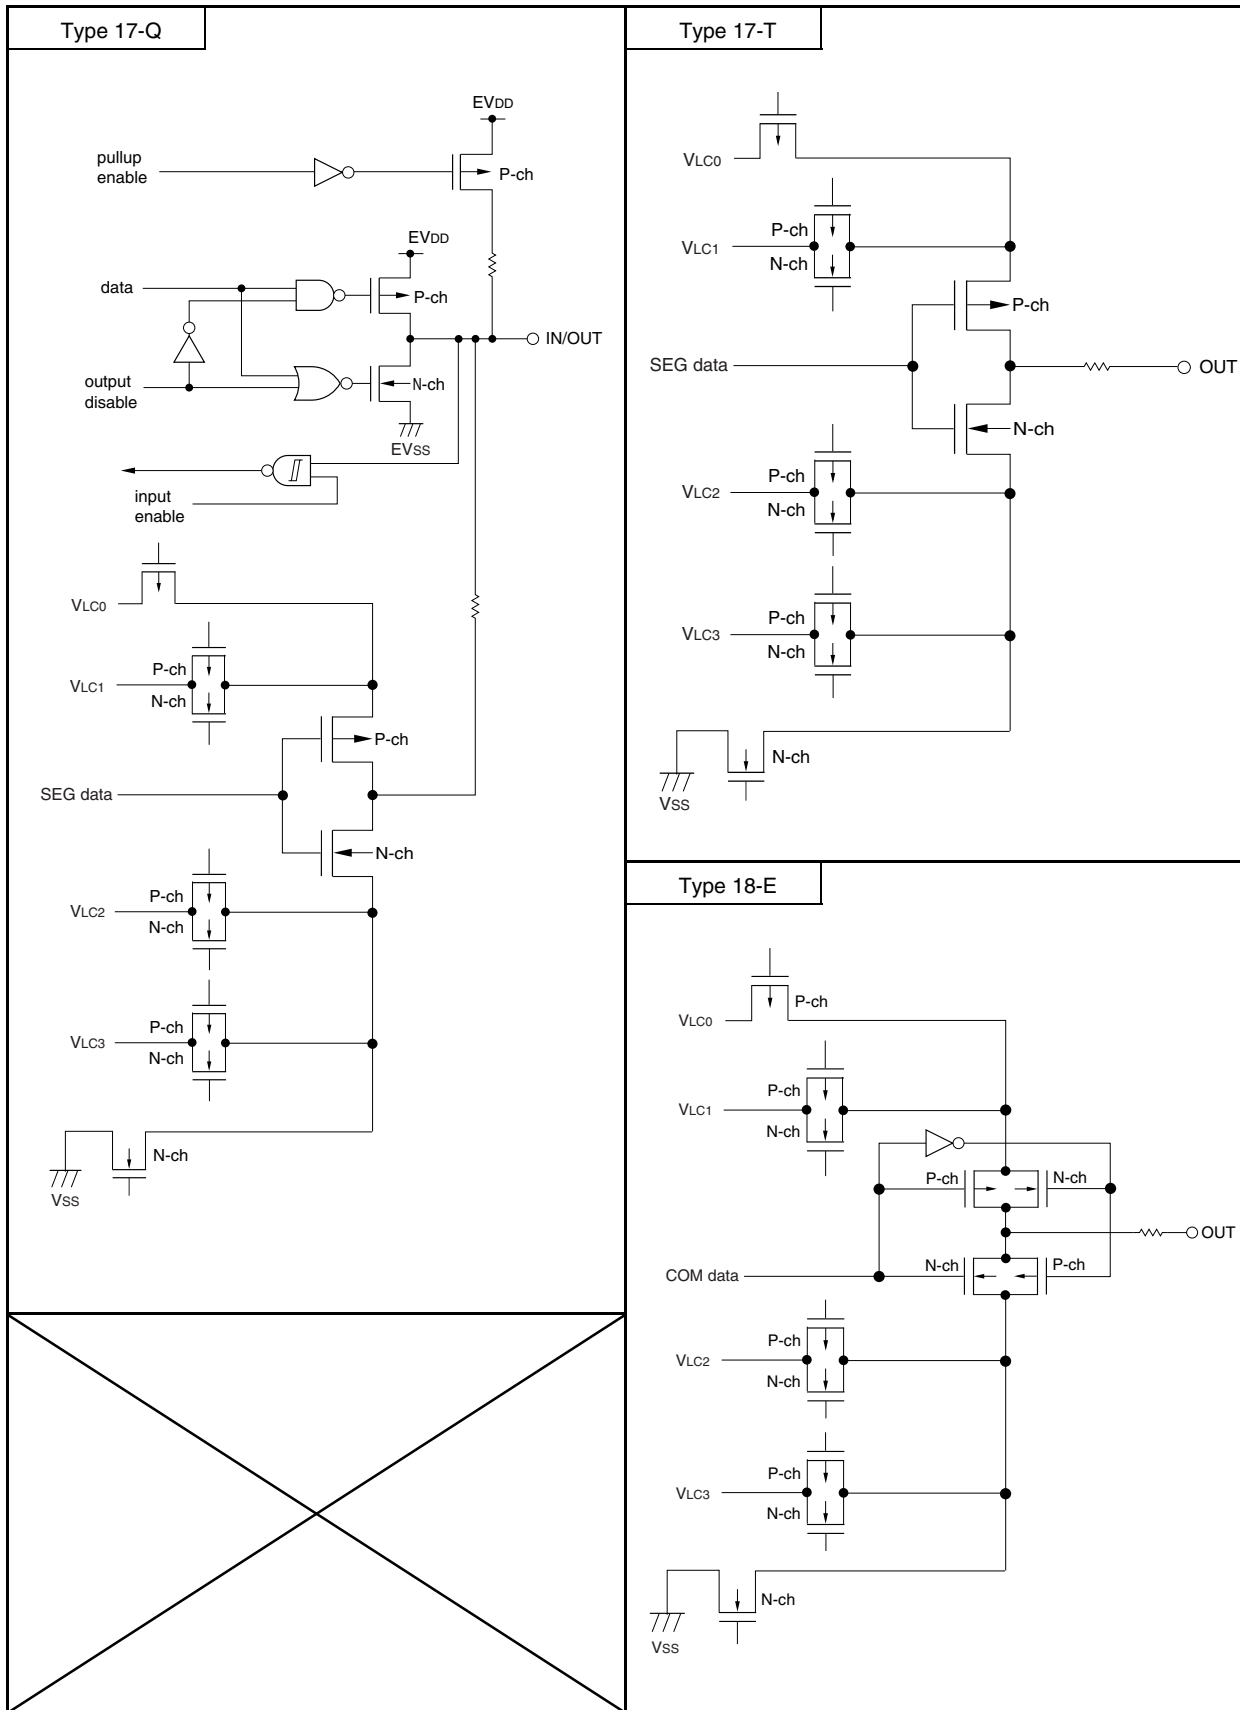 Type 17-Q
EVDD
pullup
enable
P-ch
EVDD
data
P-ch
IN/OUT
output
disable
N-ch
EVSS
input
enable
VLC0
P-ch
VLC1
N-ch
P-ch
SEG data
N-ch
P-ch
VLC2
N-ch
P-ch
VLC3
N-ch
N-ch
VSS
Type 17-T
VLC0
P-ch
VLC1
N-ch
P-ch
SEG data
OUT
N-ch
P-ch
VLC2
N-ch
P-ch
VLC3
N-ch
N-ch
VSS
Type 18-E
P-ch
VLC0
P-ch
VLC1
N-ch
P-ch
N-ch
OUT
N-ch
P-ch
COM data
P-ch
VLC2
N-ch
P-ch
VLC3
N-ch
N-ch
VSS